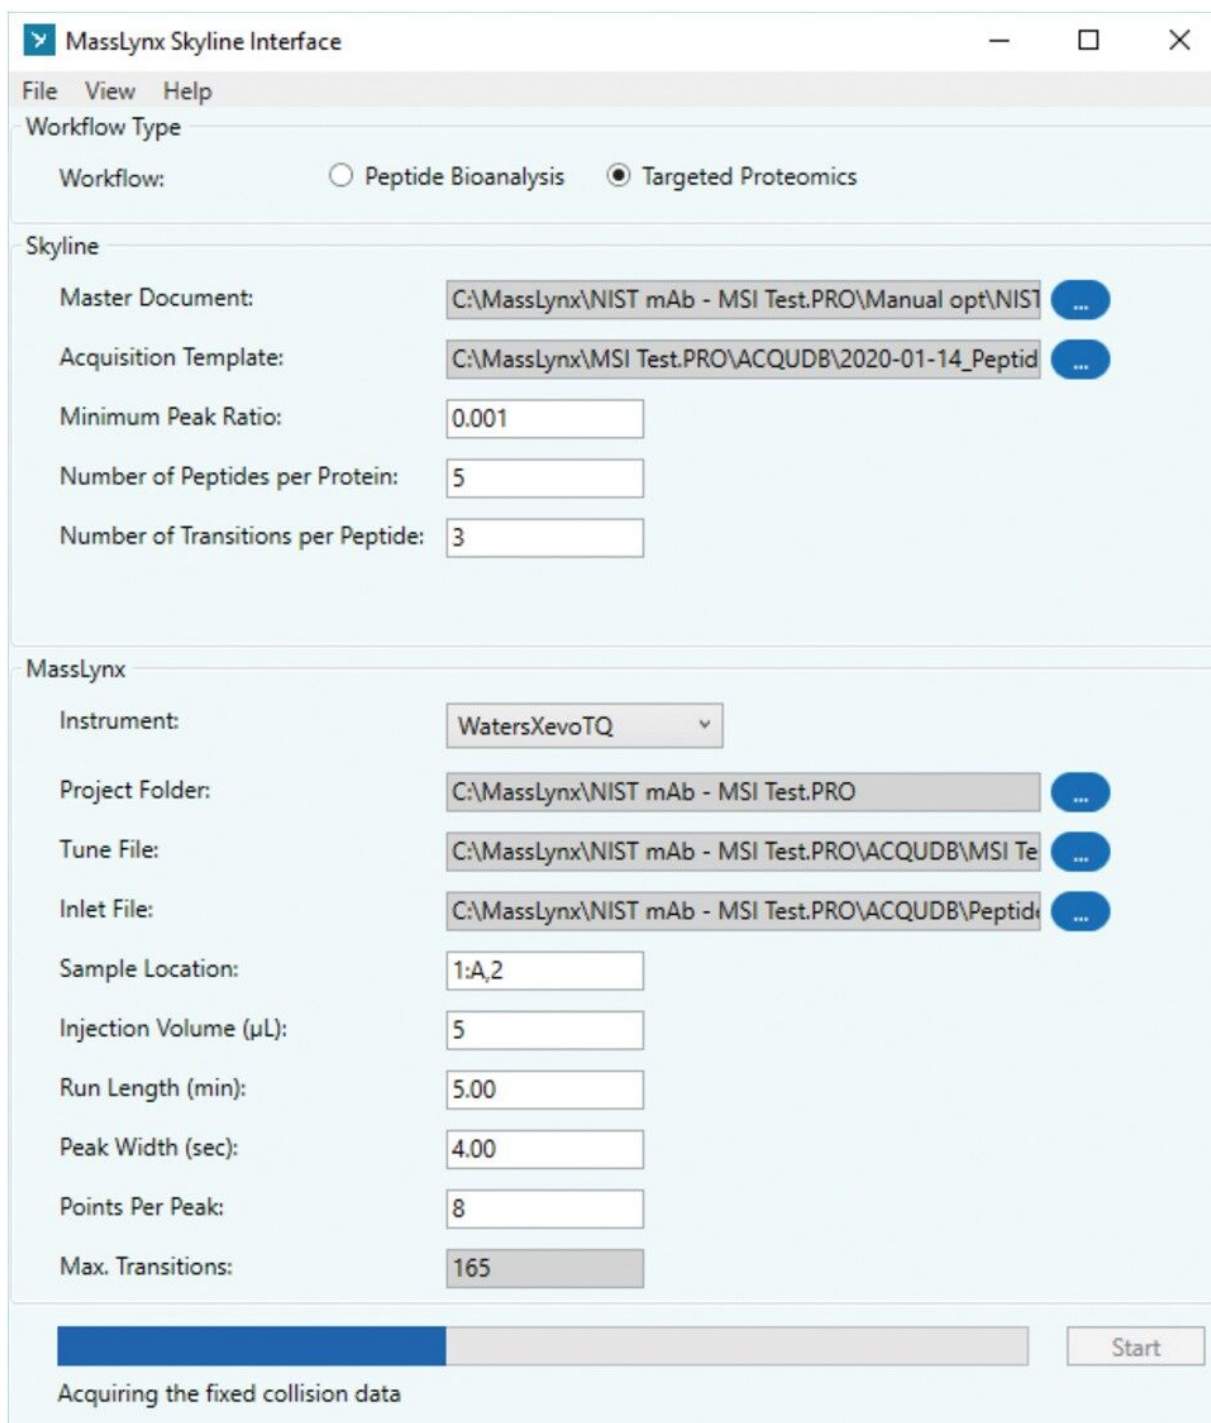 MassLynx Skyline Interface
File View Help
Workflow Type
Workflow: Peptide Bioanalysis Targeted Proteomics
Skyline
Master Document: C:\MassLynx\NIST mAb - MSI Test.PRO\Manual opt\NIST ...
Acquisition Template: C:\MassLynx\MSI Test.PRO\ACQUDB\2020-01-14_Peptid ...
Minimum Peak Ratio: 0.001
Number of Peptides per Protein: 5
Number of Transitions per Peptide: 3
MassLynx
Instrument: WatersXevoTQ
Project Folder: C:\MassLynx\NIST mAb - MSI Test.PRO ...
Tune File: C:\MassLynx\NIST mAb - MSI Test.PRO\ACQUDB\MSI Te ...
Inlet File: C:\MassLynx\NIST mAb - MSI Test.PRO\ACQUDB\Peptide ...
Sample Location: 1:A,2
Injection Volume (µL): 5
Run Length (min): 5.00
Peak Width (sec): 4.00
Points Per Peak: 8
Max. Transitions: 165
Start
Acquiring the fixed collision data